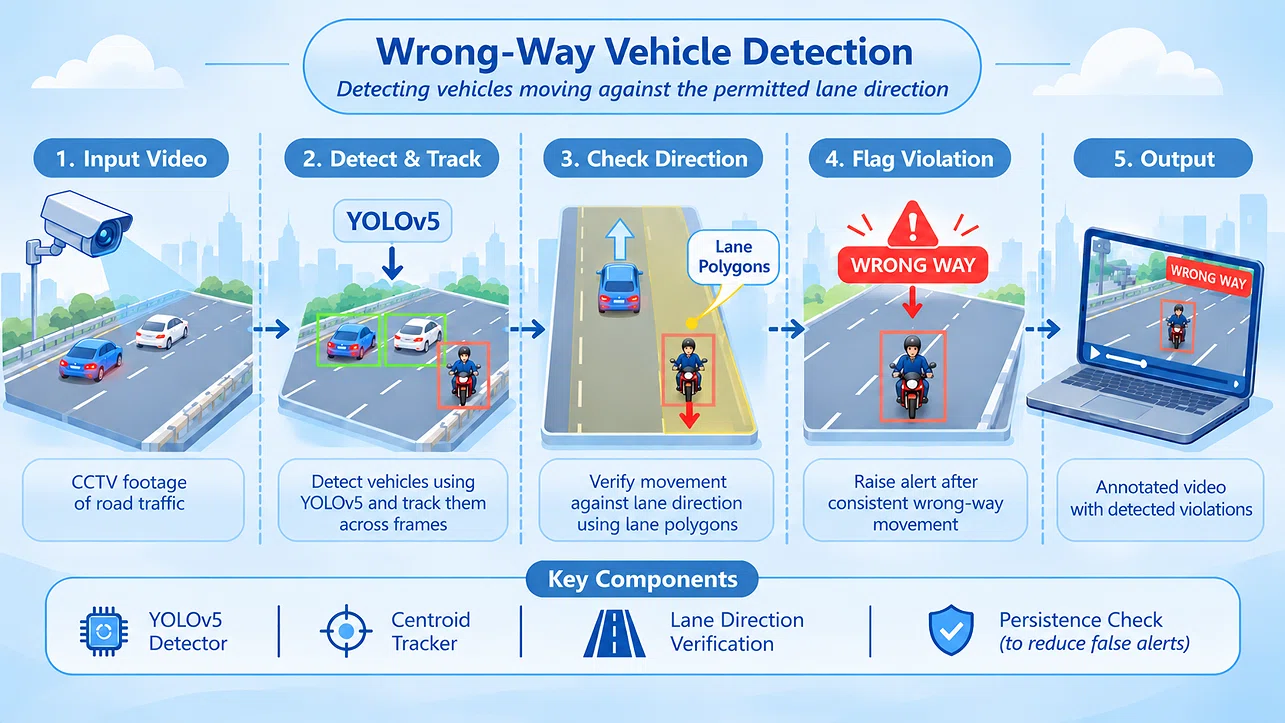 Wrong-Way Vehicle Detection
Detecting vehicles moving against the permitted lane direction
1. Input Video
2. Detect & Track
3. Check Direction
4. Flag Violation
5. Output
YOLOv5
Lane
Polygons
WRONG WAY
WRONG WAY
CCTV footage
of road traffic
Detect vehicles using
YOLOv5 and track them
across frames
Verify movement
against lane direction
using lane polygons
Raise alert after
consistent wrong-way
movement
Annotated video
with detected violations
Key Components
YOLOv5
Detector
Centroid
Tracker
Lane Direction
Verification
Persistence Check
(to reduce false alerts)